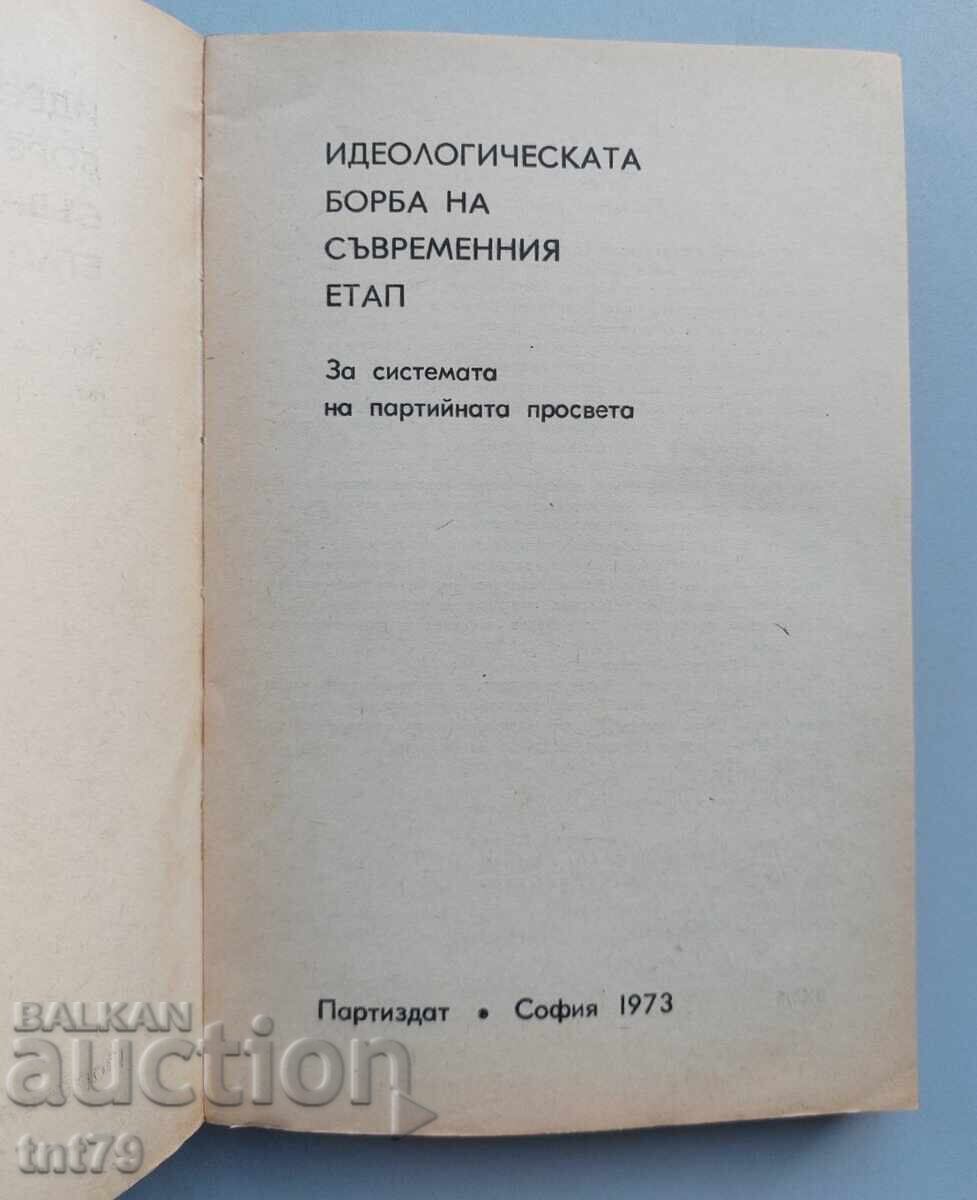 ИДЕОЛОГИЧЕСКАТА
БОРБА НА
СЪВРЕМЕННИЯ
ЕТАП
За системата
на партийната просвета
Партиздат • София 1973
BALKAN
auction
tnt79